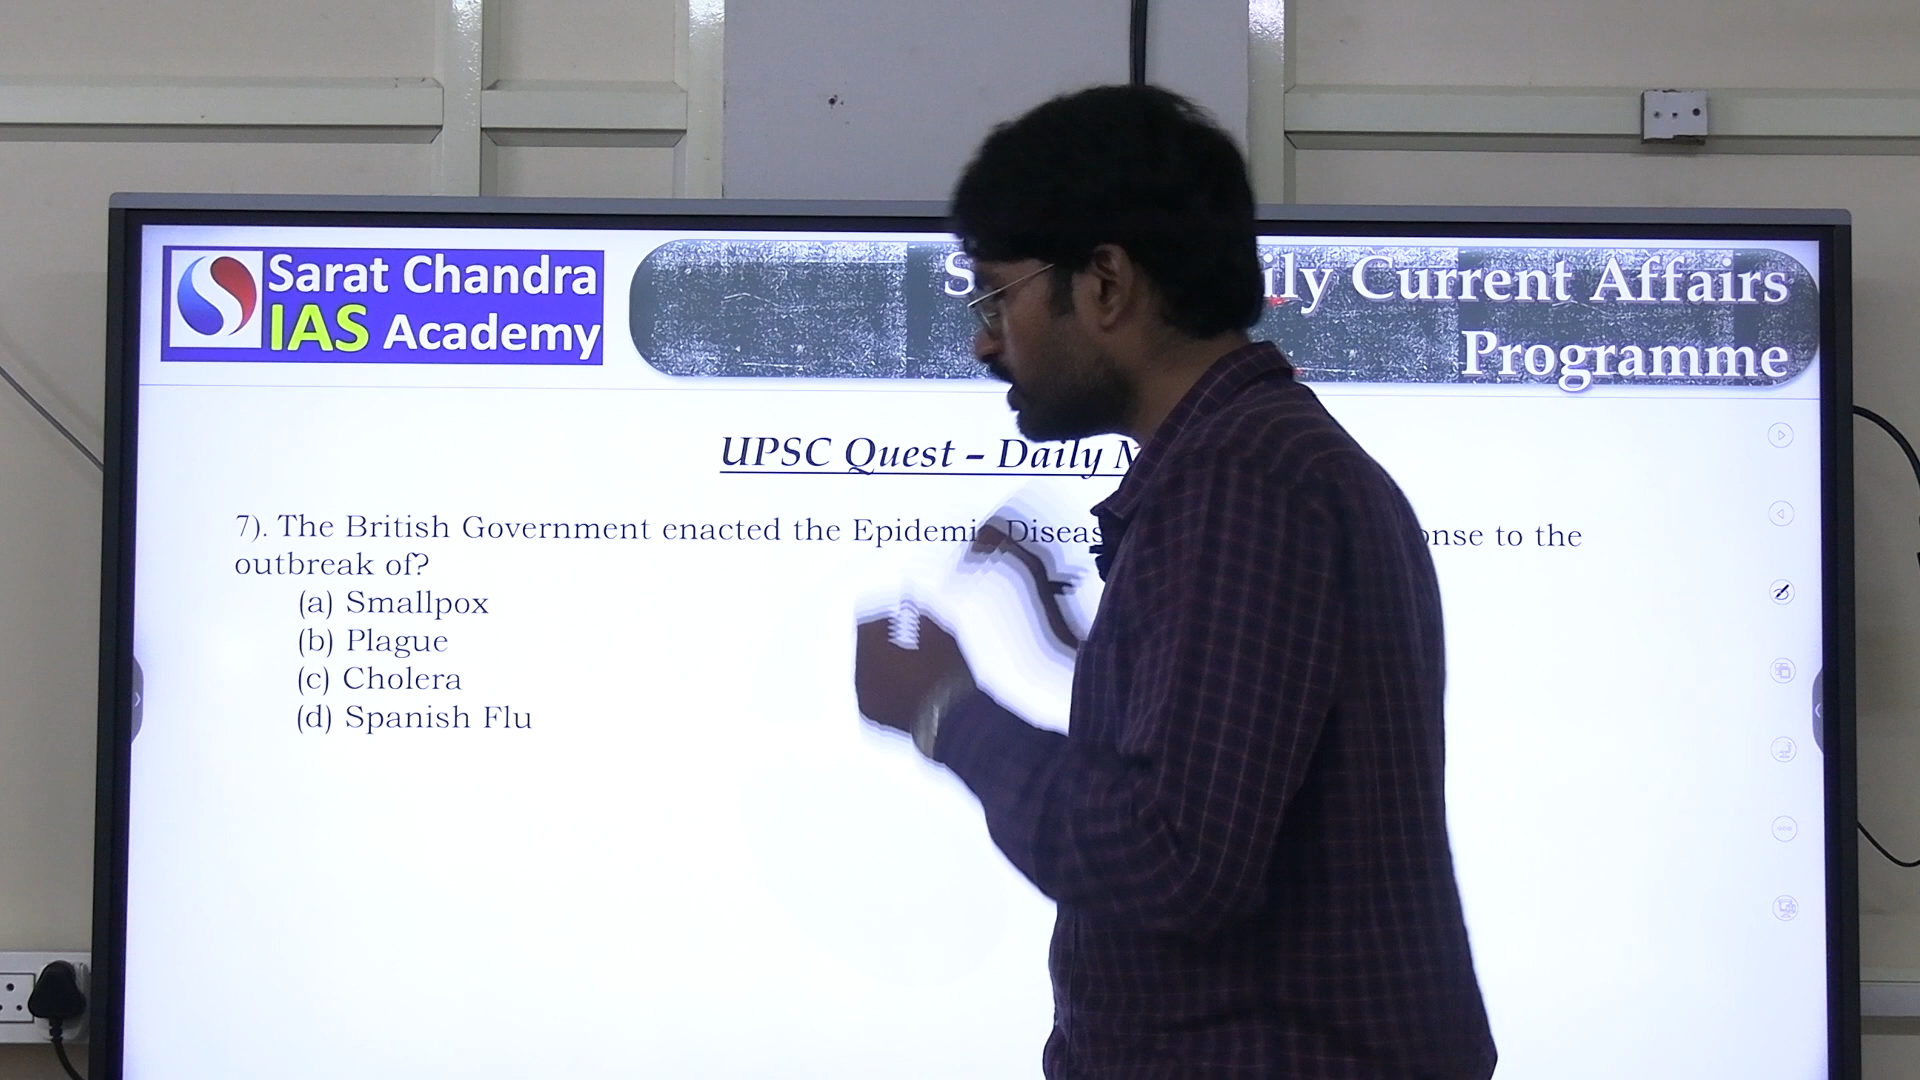 Sarat Chandra
IAS Academy
ily Current Affairs
Programme
UPSC Quest – Daily
7). The British Government enacted the Epidemi Diseas onse to the
outbreak of?
(a) Smallpox
(b) Plague
(c) Cholera
(d) Spanish Flu